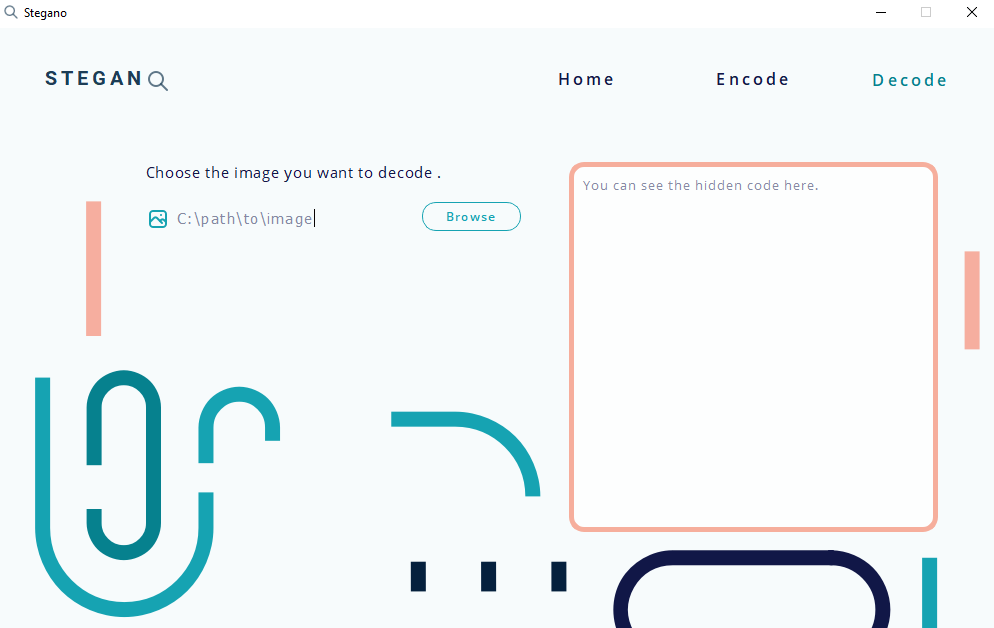 Stegano
STEGAN
Home
Encode
Decode
Choose the image you want to decode .
C:\path\to\image
Browse
You can see the hidden code here.